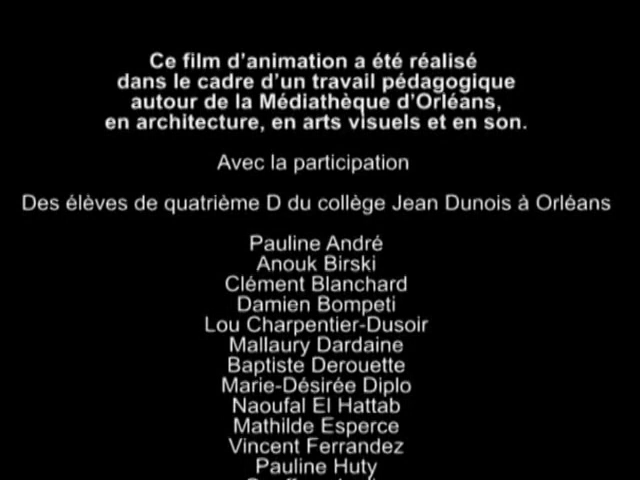 Ce film d'animation a été réalisé
dans le cadre d'un travail pédagogique
autour de la Médiathèque d'Orléans,
en architecture, en arts visuels et en son.
Avec la participation
Des élèves de quatrième D du collège Jean Dunois à Orléans
Pauline André
Anouk Birski
Clément Blanchard
Damien Bompeti
Lou Charpentier-Dusoir
Mallaury Dardaine
Baptiste Derouette
Marie-Désirée Diplo
Naoufal El Hattab
Mathilde Esperce
Vincent Ferrandez
Pauline Huty